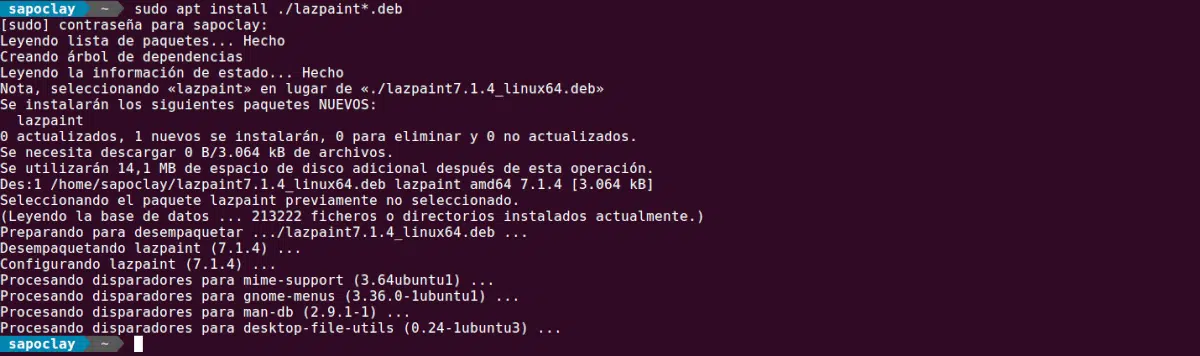 sapoclay ~ sudo apt install ./lazpaint*.deb
[sudo] contraseña para sapoclay:
Leyendo lista de paquetes... Hecho
Creando árbol de dependencias
Leyendo la información de estado... Hecho
Nota, seleccionando «lazpaint» en lugar de «./lazpaint7.1.4_linux64.deb»
Se instalarán los siguientes paquetes NUEVOS:
lazpaint
0 actualizados, 1 nuevos se instalarán, 0 para eliminar y 0 no actualizados.
Se necesita descargar 0 B/3.064 kB de archivos.
Se utilizarán 14,1 MB de espacio de disco adicional después de esta operación.
Des:1 /home/sapoclay/lazpaint7.1.4_linux64.deb lazpaint amd64 7.1.4 [3.064 kB]
Seleccionando el paquete lazpaint previamente no seleccionado.
(Leyendo la base de datos ... 213222 ficheros o directorios instalados actualmente.)
Preparando para desempaquetar .../lazpaint7.1.4_linux64.deb ...
Desempaquetando lazpaint (7.1.4) ...
Configurando lazpaint (7.1.4) ...
Procesando disparadores para mime-support (3.64ubuntu1) ...
Procesando disparadores para gnome-menus (3.36.0-1ubuntu1) ...
Procesando disparadores para man-db (2.9.1-1) ...
Procesando disparadores para desktop-file-utils (0.24-1ubuntu3) ...
sapoclay ~